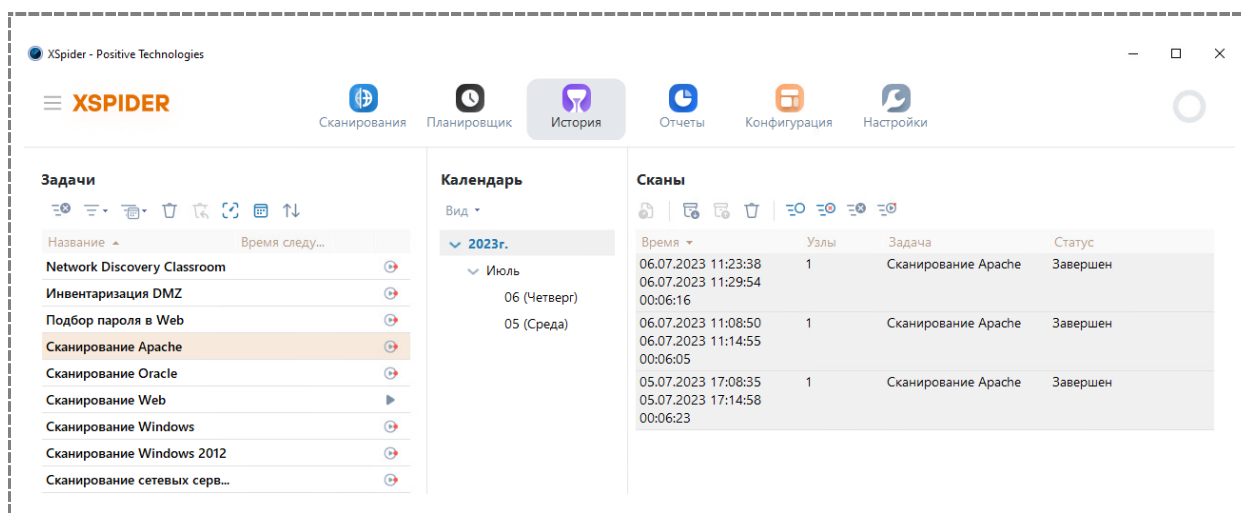 XSpider - Positive Technologies
XSPIDER
Сканирования
Планировщик
История
Отчеты
Конфигурация
Настройки
Задачи
Название
Время следу...
Network Discovery Classroom
Инвентаризация DMZ
Подбор пароля в Web
Сканирование Apache
Сканирование Oracle
Сканирование Web
Сканирование Windows
Сканирование Windows 2012
Сканирование сетевых серв...
Календарь
Вид
2023г.
Июль
06 (Четверг)
05 (Среда)
Сканы
Время Узлы Задача Статус
06.07.2023 11:23:38 1 Сканирование Apache Завершен
06.07.2023 11:29:54
00:06:16
06.07.2023 11:08:50 1 Сканирование Apache Завершен
06.07.2023 11:14:55
00:06:05
05.07.2023 17:08:35 1 Сканирование Apache Завершен
05.07.2023 17:14:58
00:06:23